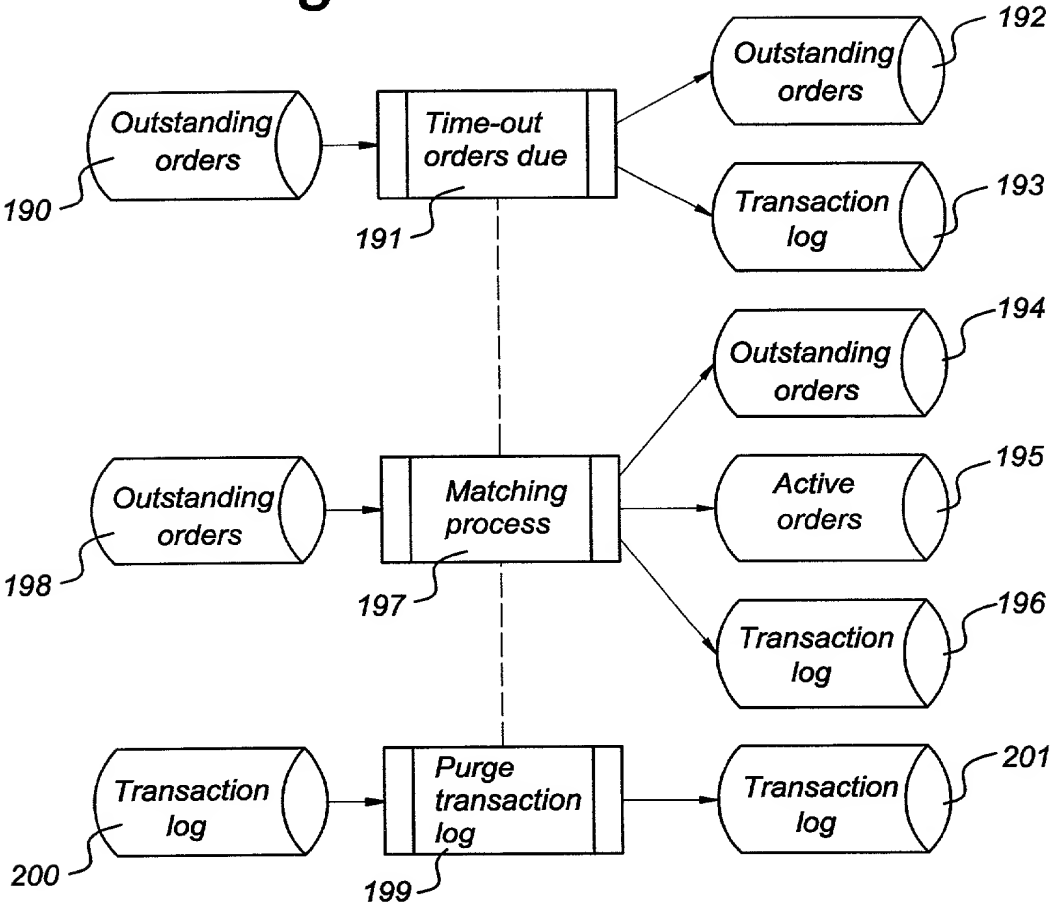 192
Outstanding
orders
Outstanding
orders
Time-out
orders due
190
191
Transaction
log
193
194
Outstanding
orders
195
Active
orders
Outstanding
orders
Matching
process
198
197
196
Transaction
log
201
Transaction
log
Purge
transaction
log
Transaction
log
200
199